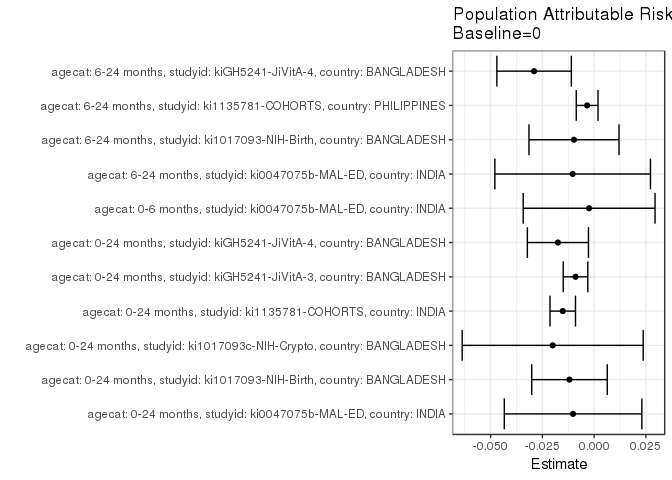 Population Attributable Risk
Baseline=0
agecat: 6-24 months, studyid: kiGH5241-JiVitA-4, country: BANGLADESH
agecat: 6-24 months, studyid: ki1135781-COHORTS, country: PHILIPPINES
agecat: 6-24 months, studyid: ki1017093-NIH-Birth, country: BANGLADESH
agecat: 6-24 months, studyid: ki0047075b-MAL-ED, country: INDIA
agecat: 0-6 months, studyid: ki0047075b-MAL-ED, country: INDIA
agecat: 0-24 months, studyid: kiGH5241-JiVitA-4, country: BANGLADESH
agecat: 0-24 months, studyid: kiGH5241-JiVitA-3, country: BANGLADESH
agecat: 0-24 months, studyid: ki1135781-COHORTS, country: INDIA
agecat: 0-24 months, studyid: ki1017093c-NIH-Crypto, country: BANGLADESH
agecat: 0-24 months, studyid: ki1017093-NIH-Birth, country: BANGLADESH
agecat: 0-24 months, studyid: ki0047075b-MAL-ED, country: INDIA
-0.050 -0.025 0.000 0.025
Estimate